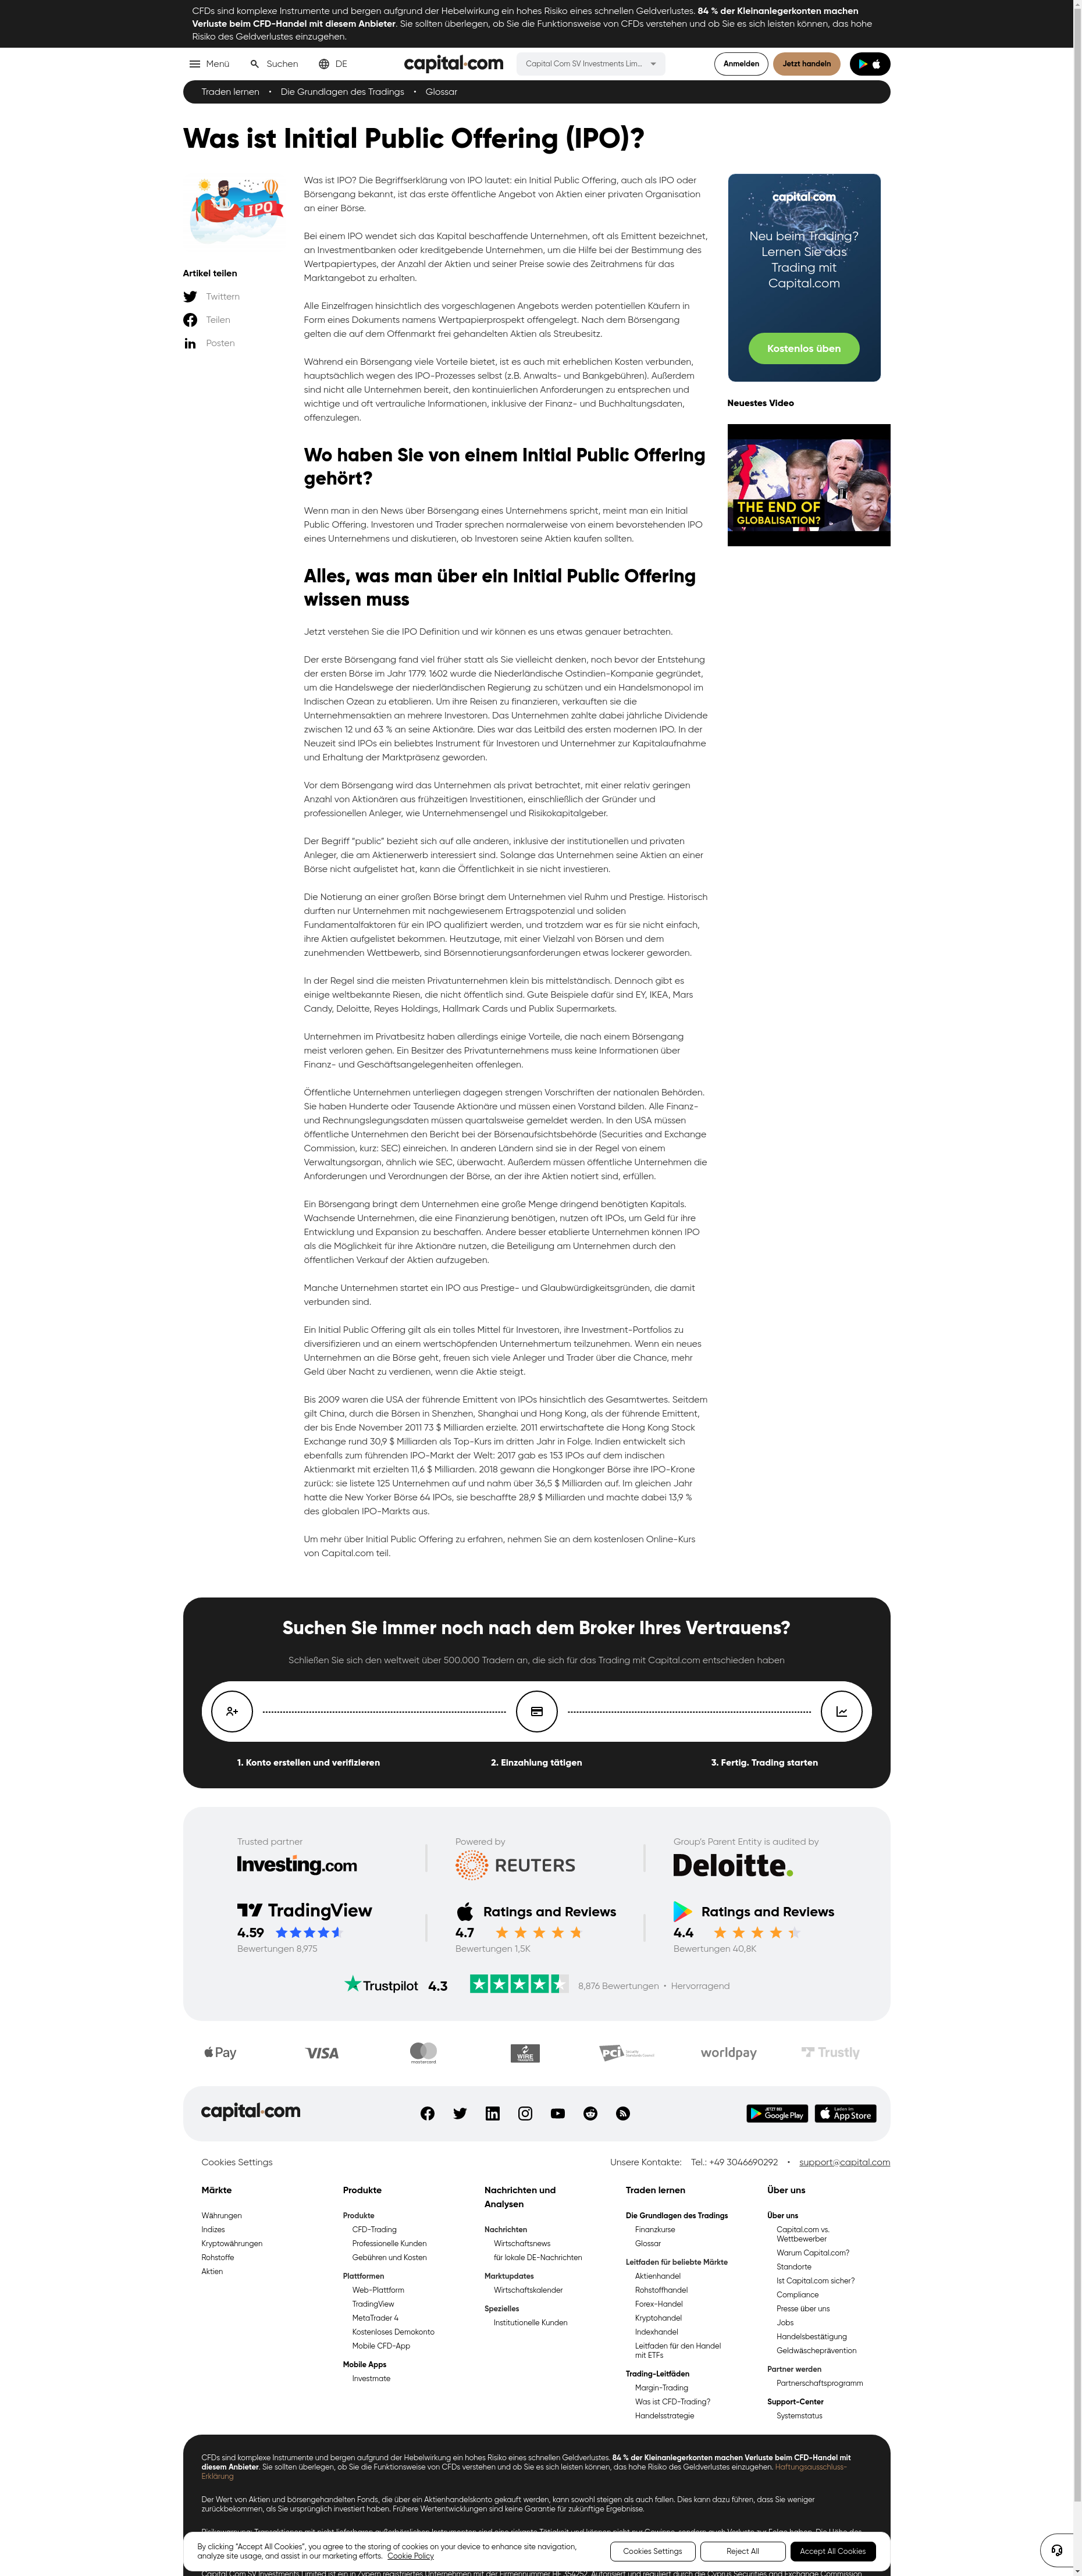 CFDs sind komplexe Instrumente und bergen aufgrund der Hebelwirkung ein hohes Risiko eines schnellen Geldverlustes. 84 % der Kleinanlegerkonten machen
Verluste beim CFD-Handel mit diesem Anbieter. Sie sollten überlegen, ob Sie die Funktionsweise von CFDs verstehen und ob Sie es sich leisten können, das hohe
Risiko des Geldverlustes einzugehen.
Menü
Suchen
DE
capital.com
Capital Com SV Investments Lim...
Anmelden
Jetzt handeln
Traden lernen • Die Grundlagen des Tradings • Glossar
Was ist Initial Public Offering (IPO)?
IPO
Artikel teilen
Twittern
Teilen
Posten
Was ist IPO? Die Begriffserklärung von IPO lautet: ein Initial Public Offering, auch als IPO oder
Börsengang bekannt, ist das erste öffentliche Angebot von Aktien einer privaten Organisation
an einer Börse.
Bei einem IPO wendet sich das Kapital beschaffende Unternehmen, oft als Emittent bezeichnet,
an Investmentbanken oder kreditgebende Unternehmen, um die Hilfe bei der Bestimmung des
Wertpapiertypes, der Anzahl der Aktien und seiner Preise sowie des Zeitrahmens für das
Marktangebot zu erhalten.
Alle Einzelfragen hinsichtlich des vorgeschlagenen Angebots werden potentiellen Käufern in
Form eines Dokuments namens Wertpapierprospekt offengelegt. Nach dem Börsengang
gelten die auf dem Offenmarkt frei gehandelten Aktien als Streubesitz.
Während ein Börsengang viele Vorteile bietet, ist es auch mit erheblichen Kosten verbunden,
hauptsächlich wegen des IPO-Prozesses selbst (z.B. Anwalts- und Bankgebühren). Außerdem
sind nicht alle Unternehmen bereit, den kontinuierlichen Anforderungen zu entsprechen und
wichtige und oft vertrauliche Informationen, inklusive der Finanz- und Buchhaltungsdaten,
offenzulegen.
Wo haben Sie von einem Initial Public Offering
gehört?
Wenn man in den News über Börsengang eines Unternehmens spricht, meint man ein Initial
Public Offering. Investoren und Trader sprechen normalerweise von einem bevorstehenden IPO
eines Unternehmens und diskutieren, ob Investoren seine Aktien kaufen sollten.
Alles, was man über ein Initial Public Offering
wissen muss
Jetzt verstehen Sie die IPO Definition und wir können es uns etwas genauer betrachten.
Der erste Börsengang fand viel früher statt als Sie vielleicht denken, noch bevor der Entstehung
der ersten Börse im Jahr 1779. 1602 wurde die Niederländische Ostindien-Kompanie gegründet,
um die Handelswege der niederländischen Regierung zu schützen und ein Handelsmonopol im
Indischen Ozean zu etablieren. Um ihre Reisen zu finanzieren, verkauften sie die
Unternehmensaktien an mehrere Investoren. Das Unternehmen zahlte dabei jährliche Dividende
zwischen 12 und 63 % an seine Aktionäre. Dies war das Leitbild des ersten modernen IPO. In der
Neuzeit sind IPOs ein beliebtes Instrument für Investoren und Unternehmer zur Kapitalaufnahme
und Erhaltung der Marktpräsenz geworden.
Vor dem Börsengang wird das Unternehmen als privat betrachtet, mit einer relativ geringen
Anzahl von Aktionären aus frühzeitigen Investitionen, einschließlich der Gründer und
professionellen Anleger, wie Unternehmensengel und Risikokapitalgeber.
Der Begriff “public” bezieht sich auf alle anderen, inklusive der institutionellen und privaten
Anleger, die am Aktienerwerb interessiert sind. Solange das Unternehmen seine Aktien an einer
Börse nicht aufgelistet hat, kann die Öffentlichkeit in sie nicht investieren.
Die Notierung an einer großen Börse bringt dem Unternehmen viel Ruhm und Prestige. Historisch
durften nur Unternehmen mit nachgewiesenem Ertragspotenzial und soliden
Fundamentalfaktoren für ein IPO qualifiziert werden, und trotzdem war es für sie nicht einfach,
ihre Aktien aufgelistet bekommen. Heutzutage, mit einer Vielzahl von Börsen und dem
zunehmenden Wettbewerb, sind Börsennotierungsanforderungen etwas lockerer geworden.
In der Regel sind die meisten Privatunternehmen klein bis mittelständisch. Dennoch gibt es
einige weltbekannte Riesen, die nicht öffentlich sind. Gute Beispiele dafür sind EY, IKEA, Mars
Candy, Deloitte, Reyes Holdings, Hallmark Cards und Publix Supermarkets.
Unternehmen im Privatbesitz haben allerdings einige Vorteile, die nach einem Börsengang
meist verloren gehen. Ein Besitzer des Privatunternehmens muss keine Informationen über
Finanz- und Geschäftsangelegenheiten offenlegen.
Öffentliche Unternehmen unterliegen dagegen strengen Vorschriften der nationalen Behörden.
Sie haben Hunderte oder Tausende Aktionäre und müssen einen Vorstand bilden. Alle Finanz-
und Rechnungslegungsdaten müssen quartalsweise gemeldet werden. In den USA müssen
öffentliche Unternehmen den Bericht bei der Börsenaufsichtsbehörde (Securities and Exchange
Commission, kurz: SEC) einreichen. In anderen Ländern sind sie in der Regel von einem
Verwaltungsorgan, ähnlich wie SEC, überwacht. Außerdem müssen öffentliche Unternehmen die
Anforderungen und Verordnungen der Börse, an der ihre Aktien notiert sind, erfüllen.
Ein Börsengang bringt dem Unternehmen eine große Menge dringend benötigten Kapitals.
Wachsende Unternehmen, die eine Finanzierung benötigen, nutzen oft IPOs, um Geld für ihre
Entwicklung und Expansion zu beschaffen. Andere besser etablierte Unternehmen können IPO
als die Möglichkeit für ihre Aktionäre nutzen, die Beteiligung am Unternehmen durch den
öffentlichen Verkauf der Aktien aufzugeben.
Manche Unternehmen startet ein IPO aus Prestige- und Glaubwürdigkeitsgründen, die damit
verbunden sind.
Ein Initial Public Offering gilt als ein tolles Mittel für Investoren, ihre Investment-Portfolios zu
diversifizieren und an einem wertschöpfenden Unternehmertum teilzunehmen. Wenn ein neues
Unternehmen an die Börse geht, freuen sich viele Anleger und Trader über die Chance, mehr
Geld über Nacht zu verdienen, wenn die Aktie steigt.
Bis 2009 waren die USA der führende Emittent von IPOs hinsichtlich des Gesamtwertes. Seitdem
gilt China, durch die Börsen in Shenzhen, Shanghai und Hong Kong, als der führende Emittent,
der bis Ende November 2011 73 $ Milliarden erzielte. 2011 erwirtschaftete die Hong Kong Stock
Exchange rund 30,9 $ Milliarden als Top-Kurs im dritten Jahr in Folge. Indien entwickelt sich
ebenfalls zum führenden IPO-Markt der Welt: 2017 gab es 153 IPOs auf dem indischen
Aktienmarkt mit erzielten 11,6 $ Milliarden. 2018 gewann die Hongkonger Börse ihre IPO-Krone
zurück: sie listete 125 Unternehmen auf und nahm über 36,5 $ Milliarden auf. Im gleichen Jahr
hatte die New Yorker Börse 64 IPOs, sie beschaffte 28,9 $ Milliarden und machte dabei 13,9 %
des globalen IPO-Markts aus.
Um mehr über Initial Public Offering zu erfahren, nehmen Sie an dem kostenlosen Online-Kurs
von Capital.com teil.
capital.com
Neu beim Trading?
Lernen Sie das
Trading mit
Capital.com
Kostenlos üben
Neuestes Video
THE END OF
GLOBALISATION?
Suchen Sie immer noch nach dem Broker Ihres Vertrauens?
Schließen Sie sich den weltweit über 500.000 Tradern an, die sich für das Trading mit Capital.com entschieden haben
1. Konto erstellen und verifizieren
2. Einzahlung tätigen
3. Fertig. Trading starten
Trusted partner
Investing.com
Powered by
REUTERS
Group's Parent Entity is audited by
Deloitte.
TradingView
4.59
Bewertungen 8,975
Ratings and Reviews
4.7
Bewertungen 1,5K
Ratings and Reviews
4.4
Bewertungen 40,8K
Trustpilot 4.3
8,876 Bewertungen • Hervorragend
Pay
VISA
mastercard
WIRE
PCI
worldpay
Trustly
capital.com
JETZT BEI
Google Play
Laden im
App Store
Cookies Settings
Unsere Kontakte: Tel.: +49 3046690292 • support@capital.com
Märkte
Währungen
Indizes
Kryptowährungen
Rohstoffe
Aktien
Produkte
Produkte
CFD-Trading
Professionelle Kunden
Gebühren und Kosten
Plattformen
Web-Plattform
TradingView
MetaTrader 4
Kostenloses Demokonto
Mobile CFD-App
Mobile Apps
Investmate
Nachrichten und
Analysen
Nachrichten
Wirtschaftsnews
für lokale DE-Nachrichten
Marktupdates
Wirtschaftskalender
Spezielles
Institutionelle Kunden
Traden lernen
Die Grundlagen des Tradings
Finanzkurse
Glossar
Leitfaden für beliebte Märkte
Aktienhandel
Rohstoffhandel
Forex-Handel
Kryptohandel
Indexhandel
Leitfaden für den Handel
mit ETFs
Trading-Leitfäden
Margin-Trading
Was ist CFD-Trading?
Handelsstrategie
Über uns
Über uns
Capital.com vs.
Wettbewerber
Warum Capital.com?
Standorte
Ist Capital.com sicher?
Compliance
Presse über uns
Jobs
Handelsbestätigung
Geldwäscheprävention
Partner werden
Partnerschaftsprogramm
Support-Center
Systemstatus
CFDs sind komplexe Instrumente und bergen aufgrund der Hebelwirkung ein hohes Risiko eines schnellen Geldverlustes. 84 % der Kleinanlegerkonten machen Verluste beim CFD-Handel mit
diesem Anbieter. Sie sollten überlegen, ob Sie die Funktionsweise von CFDs verstehen und ob Sie es sich leisten können, das hohe Risiko des Geldverlustes einzugehen. Haftungsausschluss-
Erklärung
Der Wert von Aktien und börsengehandelten Fonds, die über ein Aktienhandelskonto gekauft werden, kann sowohl steigen als auch fallen. Dies kann dazu führen, dass Sie weniger
zurückbekommen, als Sie ursprünglich investiert haben. Frühere Wertentwicklungen sind keine Garantie für zukünftige Ergebnisse.
By clicking “Accept All Cookies”, you agree to the storing of cookies on your device to enhance site navigation,
analyze site usage, and assist in our marketing efforts. Cookie Policy
Cookies Settings
Reject All
Accept All Cookies